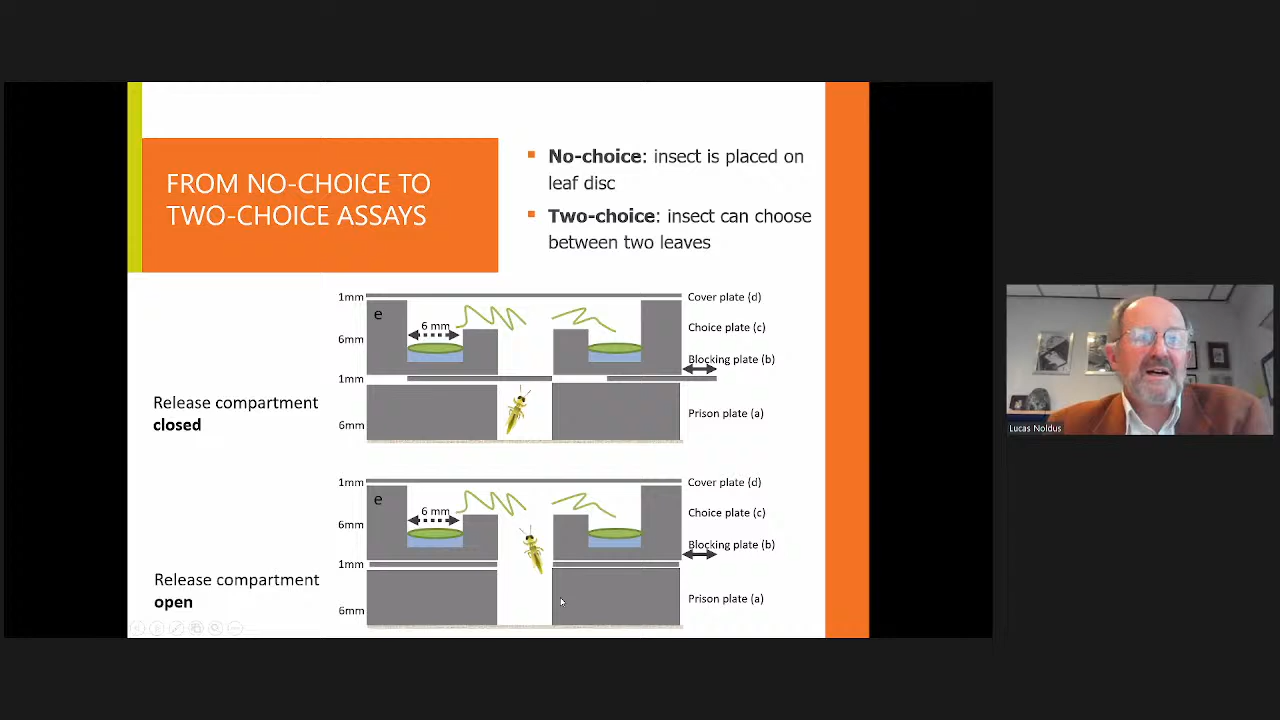 FROM NO-CHOICE TO
TWO-CHOICE ASSAYS
No-choice: insect is placed on
leaf disc
Two-choice: insect can choose
between two leaves
Release compartment
closed
1mm
6mm
1mm
6mm
e
6 mm
Cover plate (d)
Choice plate (c)
Blocking plate (b)
Prison plate (a)
Release compartment
open
1mm
6mm
1mm
6mm
e
6 mm
Cover plate (d)
Choice plate (c)
Blocking plate (b)
Prison plate (a)
Lucas Noldus